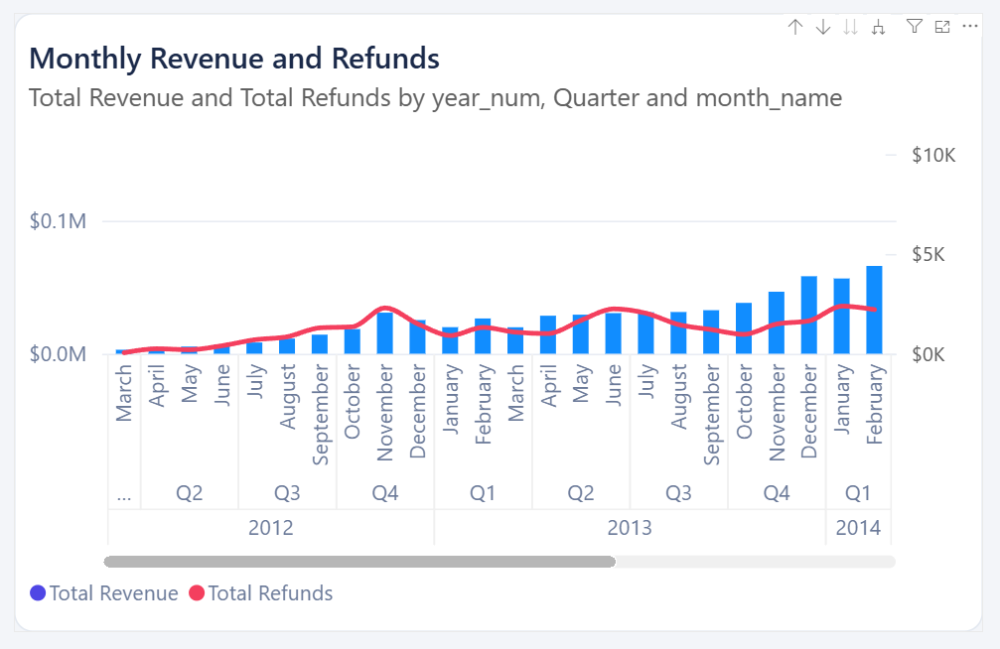 Monthly Revenue and Refunds
Total Revenue and Total Refunds by year_num, Quarter and month_name
$10K
$0.1M
$5K
$0.0M
$0K
March
April
May
June
July
August
September
October
November
December
January
February
March
April
May
June
July
August
September
October
November
December
January
February
... Q2 Q3 Q4 Q1 Q2 Q3 Q4 Q1
2012 2013 2014
Total Revenue Total Refunds